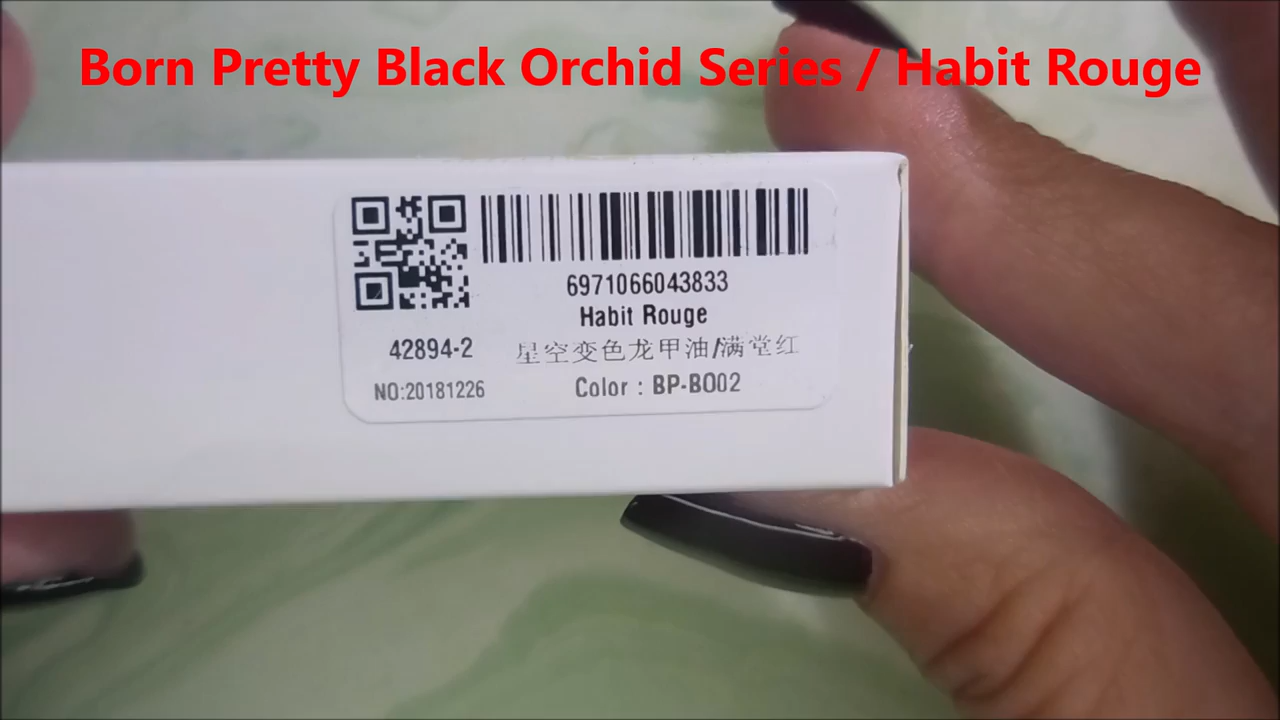 Born Pretty Black Orchid Series / Habit Rouge
6971066043833
Habit Rouge
42894-2 星空变色龙甲油/满堂红
NO:20181226 Color : BP-BO02